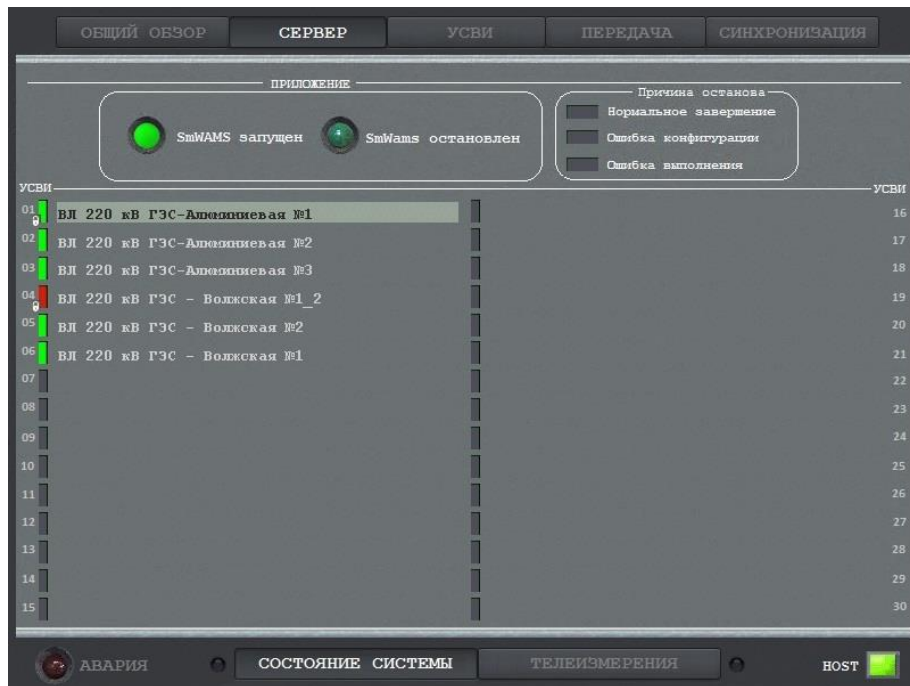 ОБЩИЙ ОБЗОР СЕРВЕР УСВИ ПЕРЕДАЧА СИНХРОНИЗАЦИЯ
ПРИЛОЖЕНИЕ
SmWAMS запущен SmWams остановлен
Причина останова
Нормальное завершение
Ошибка конфигурации
Ошибка выполнения
УСВИ УСВИ
01 ВЛ 220 кВ ГЭС-Алюминиевая №1 16
02 ВЛ 220 кВ ГЭС-Алюминиевая №2 17
03 ВЛ 220 кВ ГЭС-Алюминиевая №3 18
04 ВЛ 220 кВ ГЭС - Волжская №1_2 19
05 ВЛ 220 кВ ГЭС - Волжская №2 20
06 ВЛ 220 кВ ГЭС - Волжская №1 21
07 22
08 23
09 24
10 25
11 26
12 27
13 28
14 29
15 30
АВАРИЯ СОСТОЯНИЕ СИСТЕМЫ ТЕЛЕИЗМЕРЕНИЯ HOST